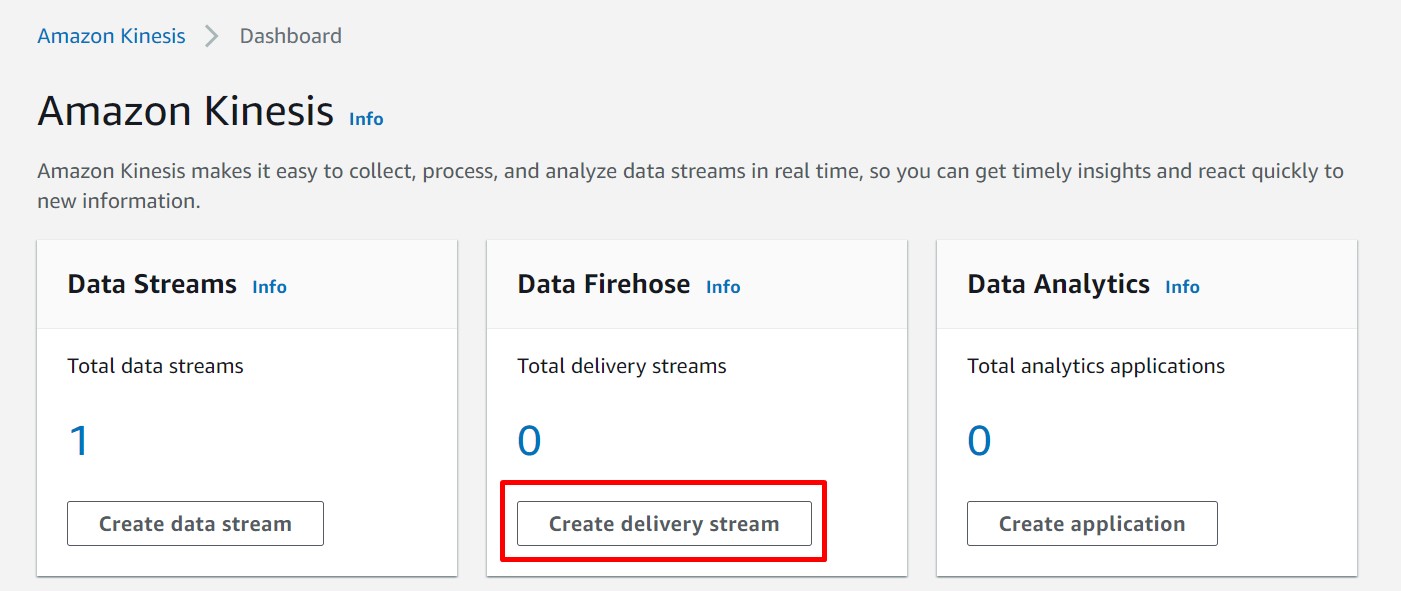 Amazon Kinesis > Dashboard
Amazon Kinesis Info
Amazon Kinesis makes it easy to collect, process, and analyze data streams in real time, so you can get timely insights and react quickly to
new information.
Data Streams Info
Total data streams
1
Create data stream
Data Firehose Info
Total delivery streams
0
Create delivery stream
Data Analytics Info
Total analytics applications
0
Create application